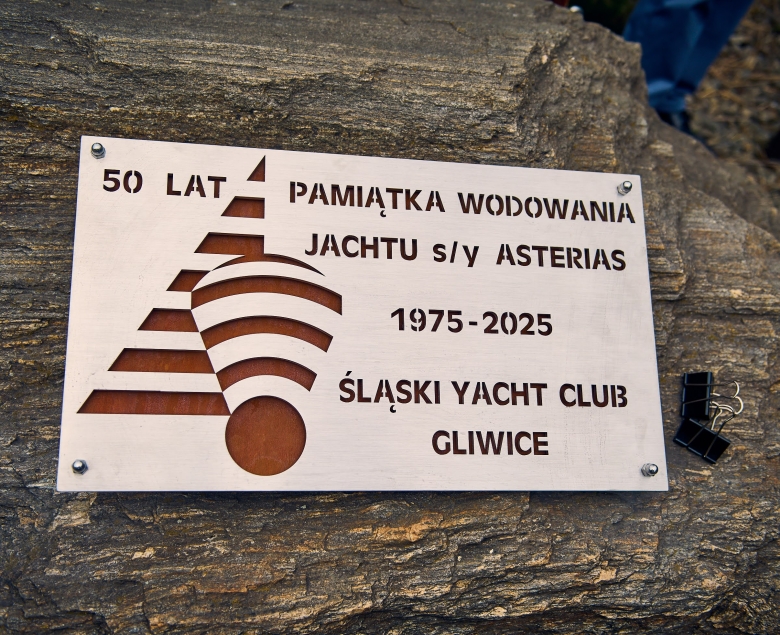 50 LAT PAMIĄTKA WODOWANIA
JACHTU s/y ASTERIAS
1975-2025
ŚLĄSKI YACHT CLUB
GLIWICE